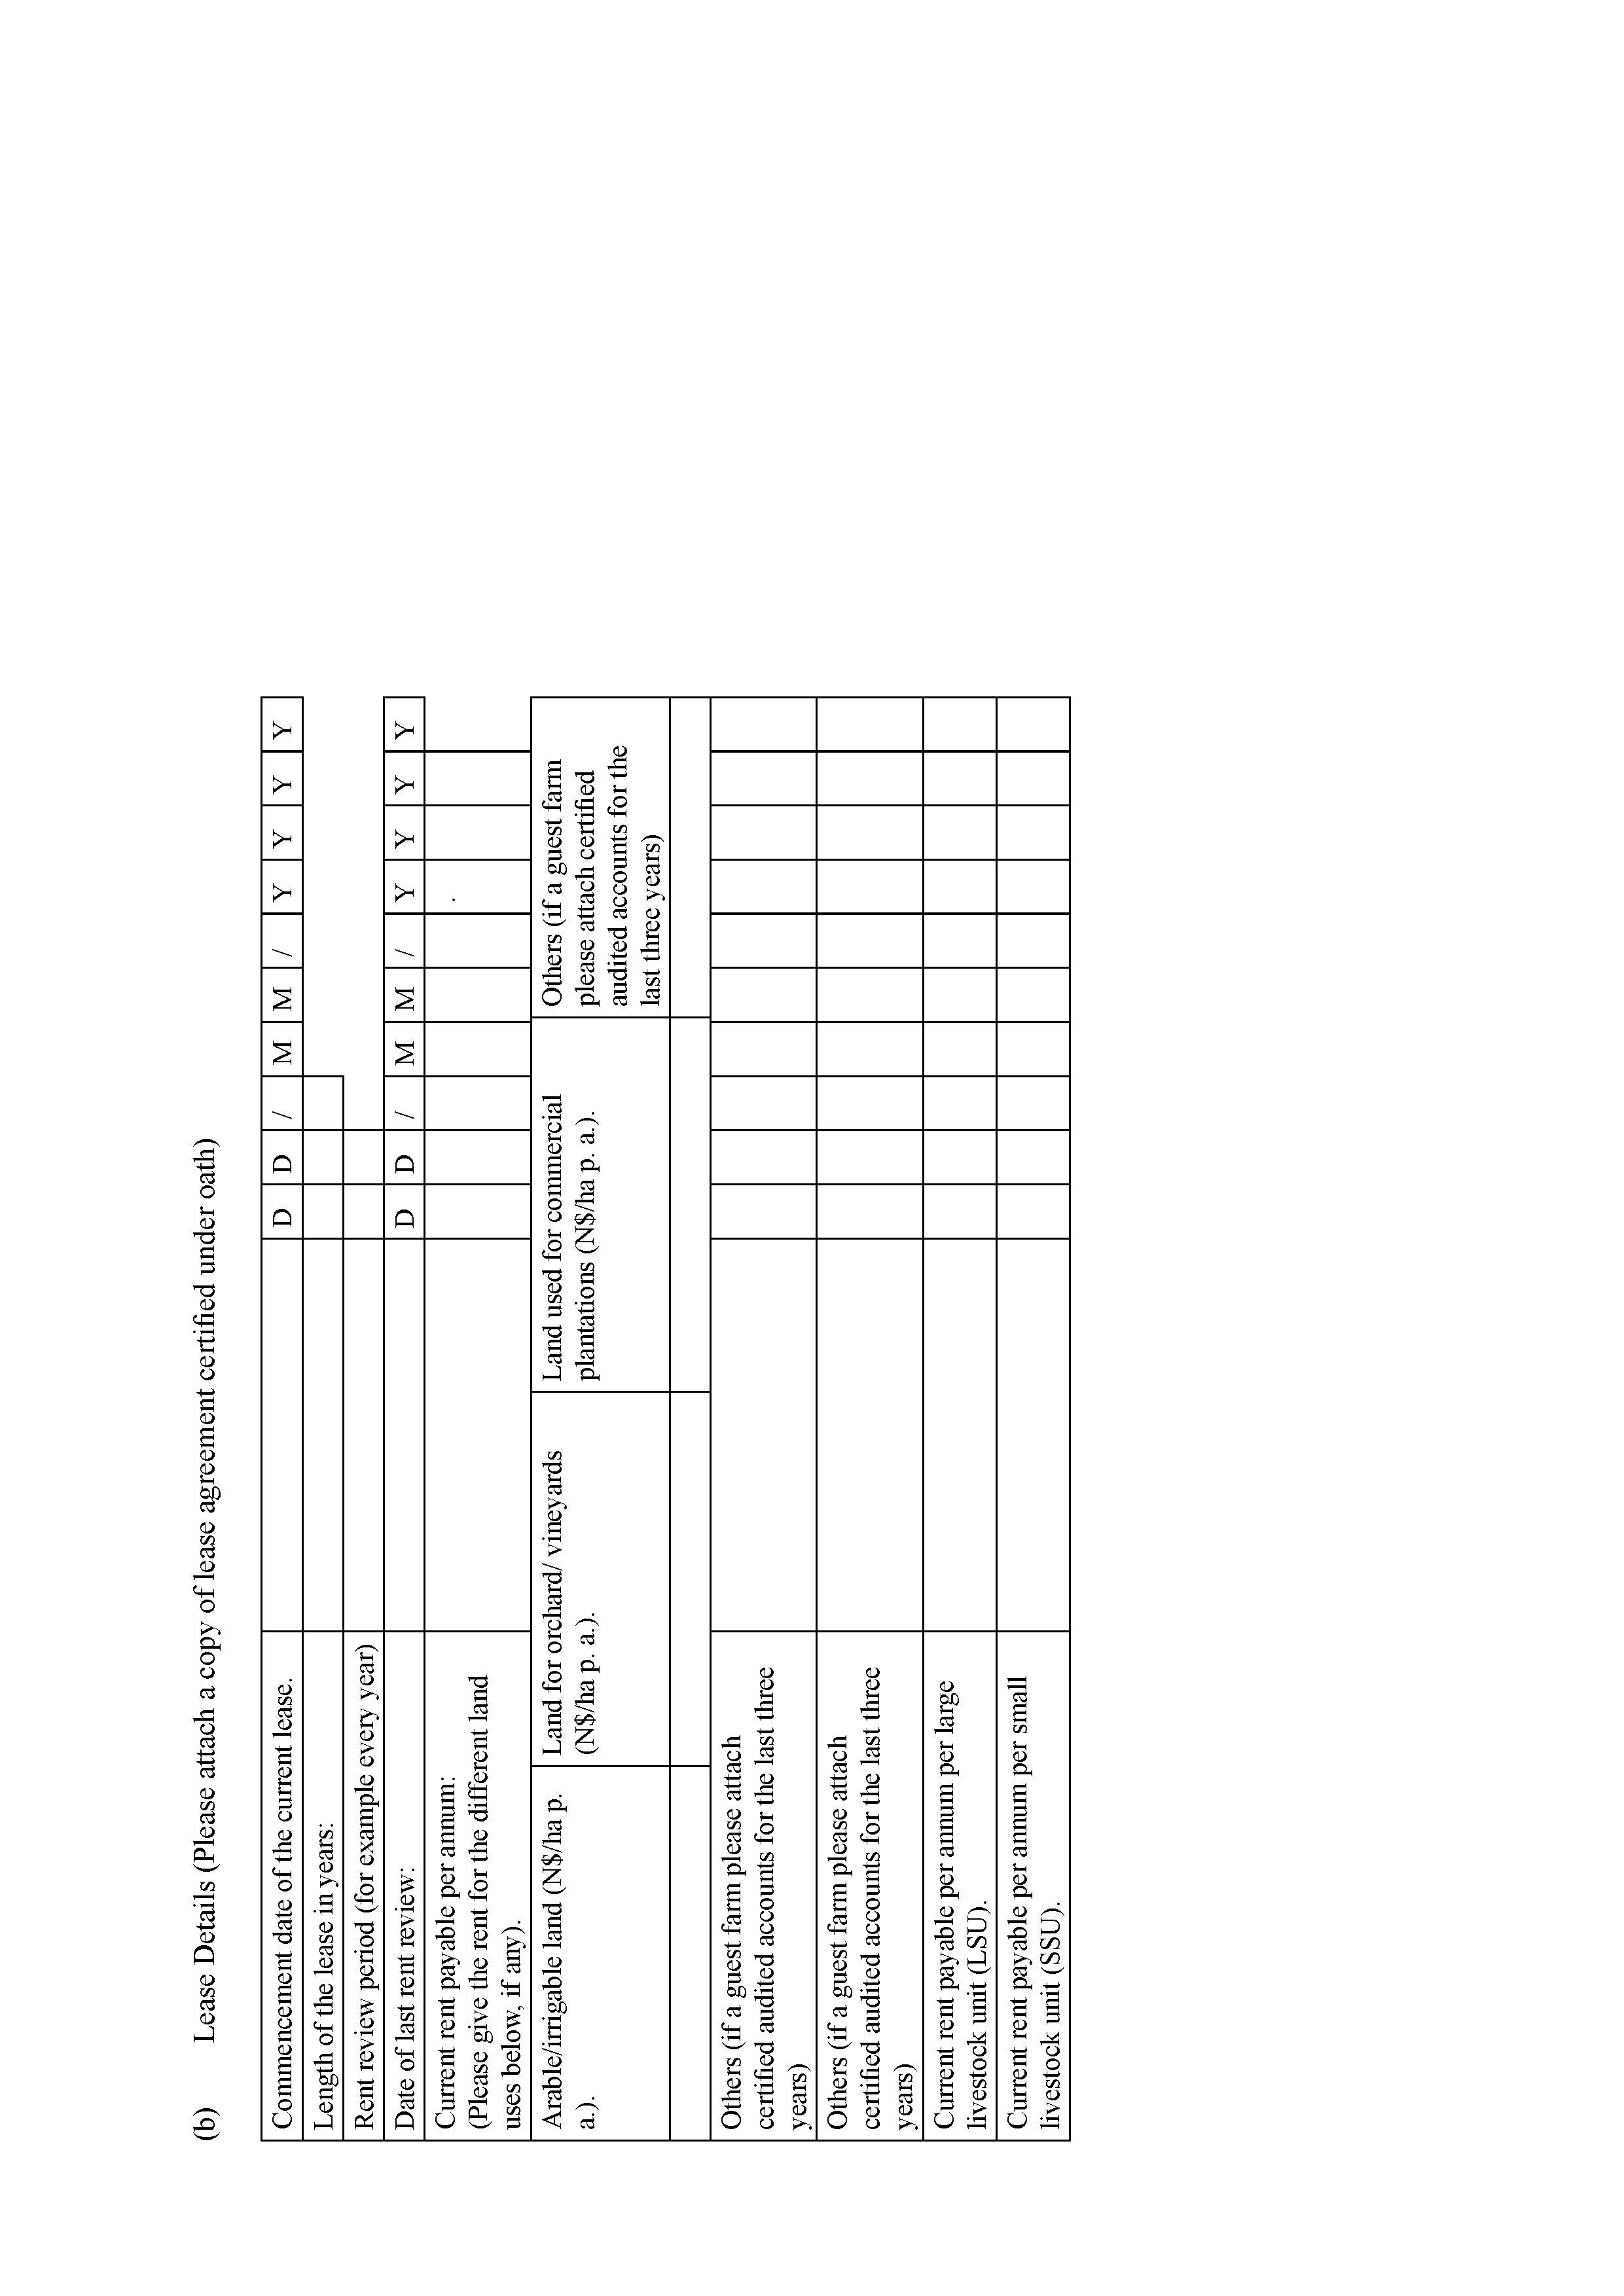 (b) Lease Details (Please attach a copy of lease agreement certified under oath)
Commencement date of the current lease. D D / M M / Y Y Y Y
Length of the lease in years:
Rent review period (for example every year)
Date of last rent review: D D / M M / Y Y Y Y
Current rent payable per annum:
(Please give the rent for the different land
uses below, if any). .
Arable/irrigable land (N$/ha p.
a.).
Land for orchard/ vineyards
(N$/ha p. a.).
Land used for commercial
plantations (N$/ha p. a.).
Others (if a guest farm
please attach certified
audited accounts for the
last three years)
Others (if a guest farm please attach
certified audited accounts for the last three
years)
Others (if a guest farm please attach
certified audited accounts for the last three
years)
Current rent payable per annum per large
livestock unit (LSU).
Current rent payable per annum per small
livestock unit (SSU).